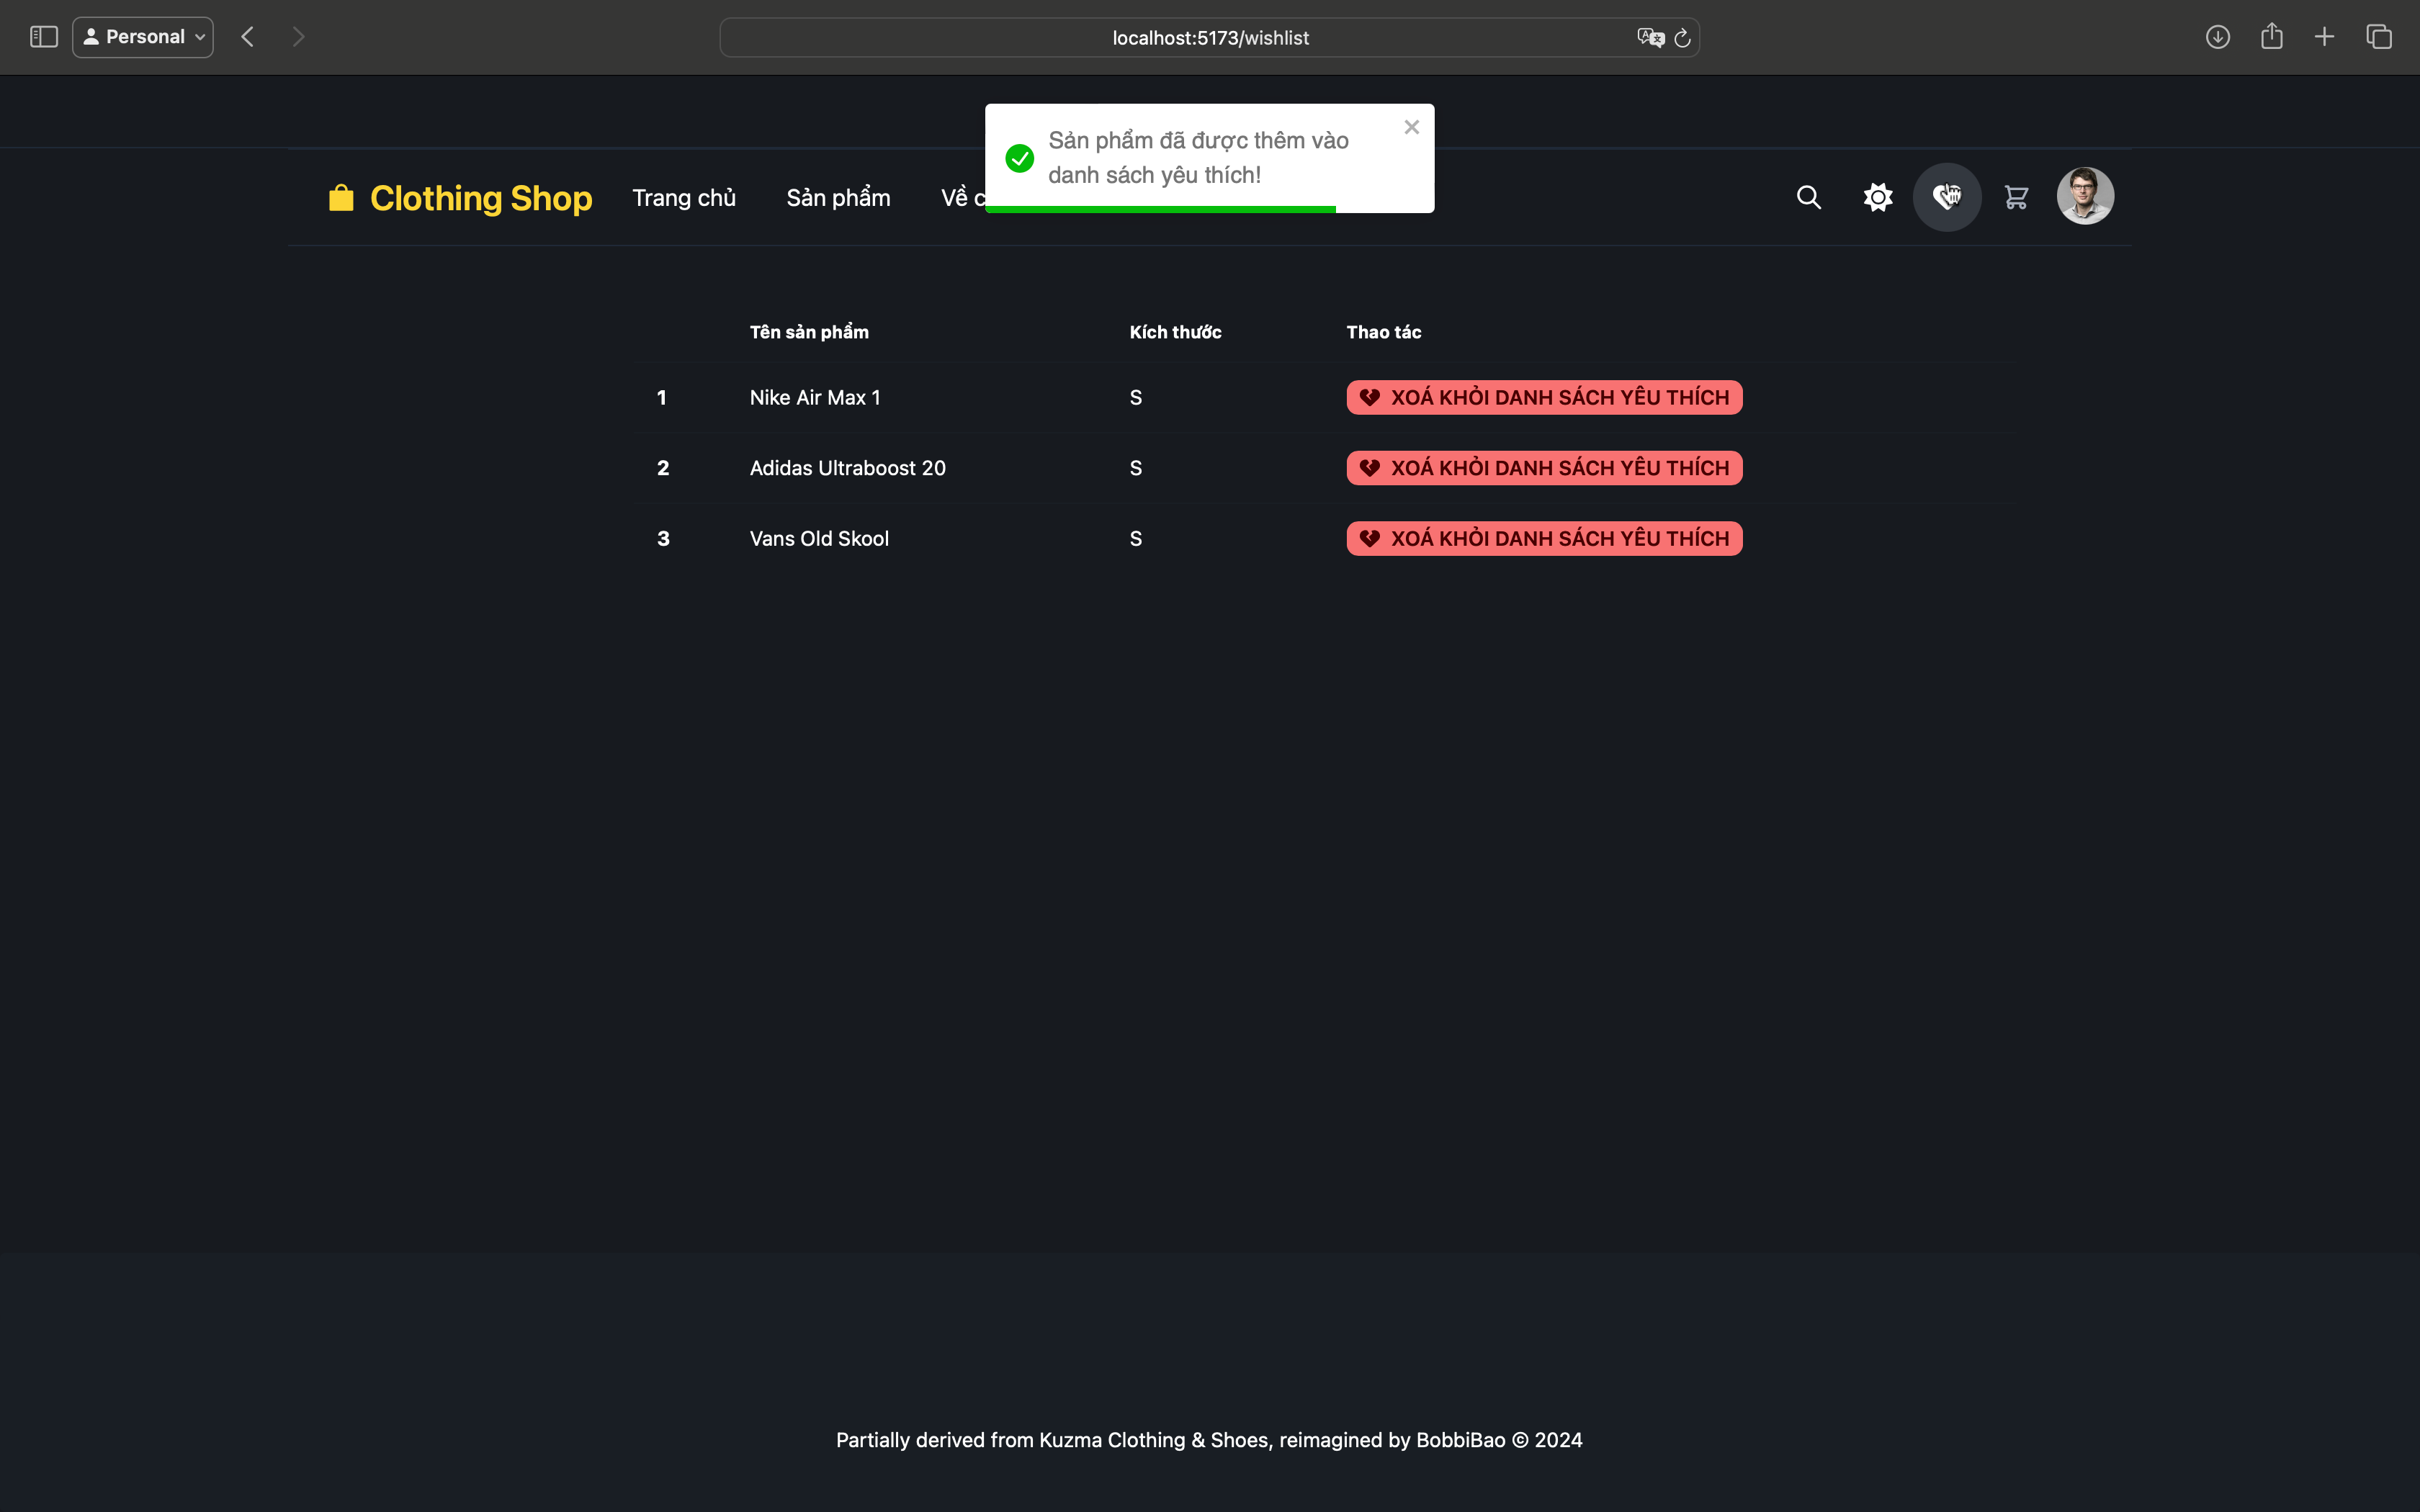 Personal
localhost:5173/wishlist
Sản phẩm đã được thêm vào
danh sách yêu thích!
Clothing Shop Trang chủ Sản phẩm Về c
Tên sản phẩm Kích thước Thao tác
1 Nike Air Max 1 S XOÁ KHỎI DANH SÁCH YÊU THÍCH
2 Adidas Ultraboost 20 S XOÁ KHỎI DANH SÁCH YÊU THÍCH
3 Vans Old Skool S XOÁ KHỎI DANH SÁCH YÊU THÍCH
Partially derived from Kuzma Clothing & Shoes, reimagined by BobbiBao © 2024